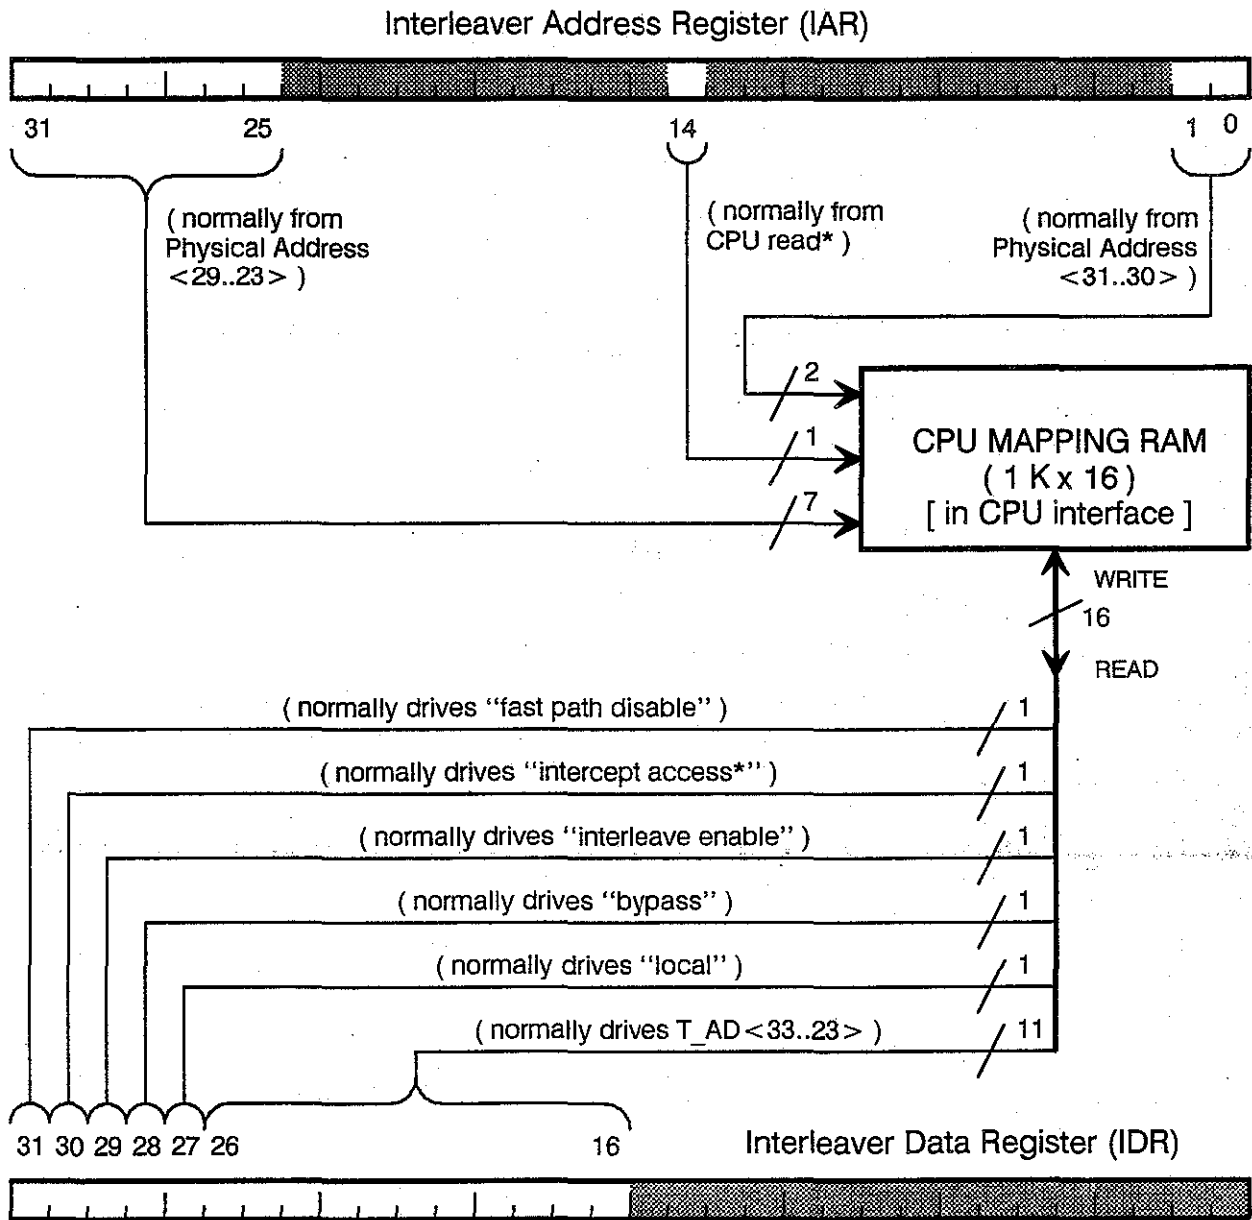 Interleaver Address Register (IAR)
31 25 14 1 0
( normally from
Physical Address
<29..23> )
( normally from
CPU read* )
( normally from
Physical Address
<31..30> )
2
1
7
CPU MAPPING RAM
( 1 K x 16 )
[ in CPU interface ]
WRITE
16
READ
( normally drives “fast path disable” ) 1
( normally drives “intercept access*” ) 1
( normally drives “interleave enable” ) 1
( normally drives “bypass” ) 1
( normally drives “local” ) 1
( normally drives T_AD<33..23> ) 11
31 30 29 28 27 26 16
Interleaver Data Register (IDR)